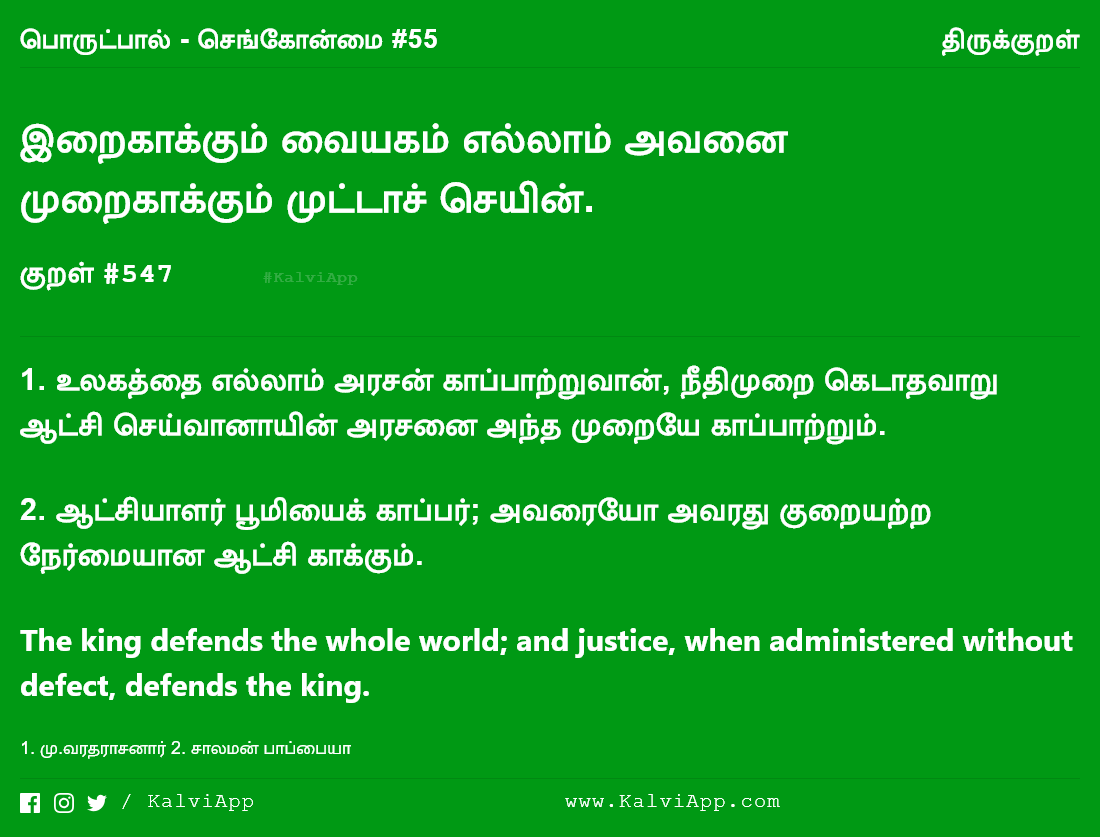 பொருட்பால் - செங்கோன்மை #55
திருக்குறள்
இறைகாக்கும் வையகம் எல்லாம் அவனை
முறைகாக்கும் முட்டாச் செயின்.
குறள் #547
#KalviApp
1. உலகத்தை எல்லாம் அரசன் காப்பாற்றுவான், நீதிமுறை கெடாதவாறு
ஆட்சி செய்வானாயின் அரசனை அந்த முறையே காப்பாற்றும்.
2. ஆட்சியாளர் பூமியைக் காப்பர்; அவரையோ அவரது குறையற்ற
நேர்மையான ஆட்சி காக்கும்.
The king defends the whole world; and justice, when administered without
defect, defends the king.
1. மு.வரதராசனார் 2. சாலமன் பாப்பையா
/ KalviApp
www.KalviApp.com